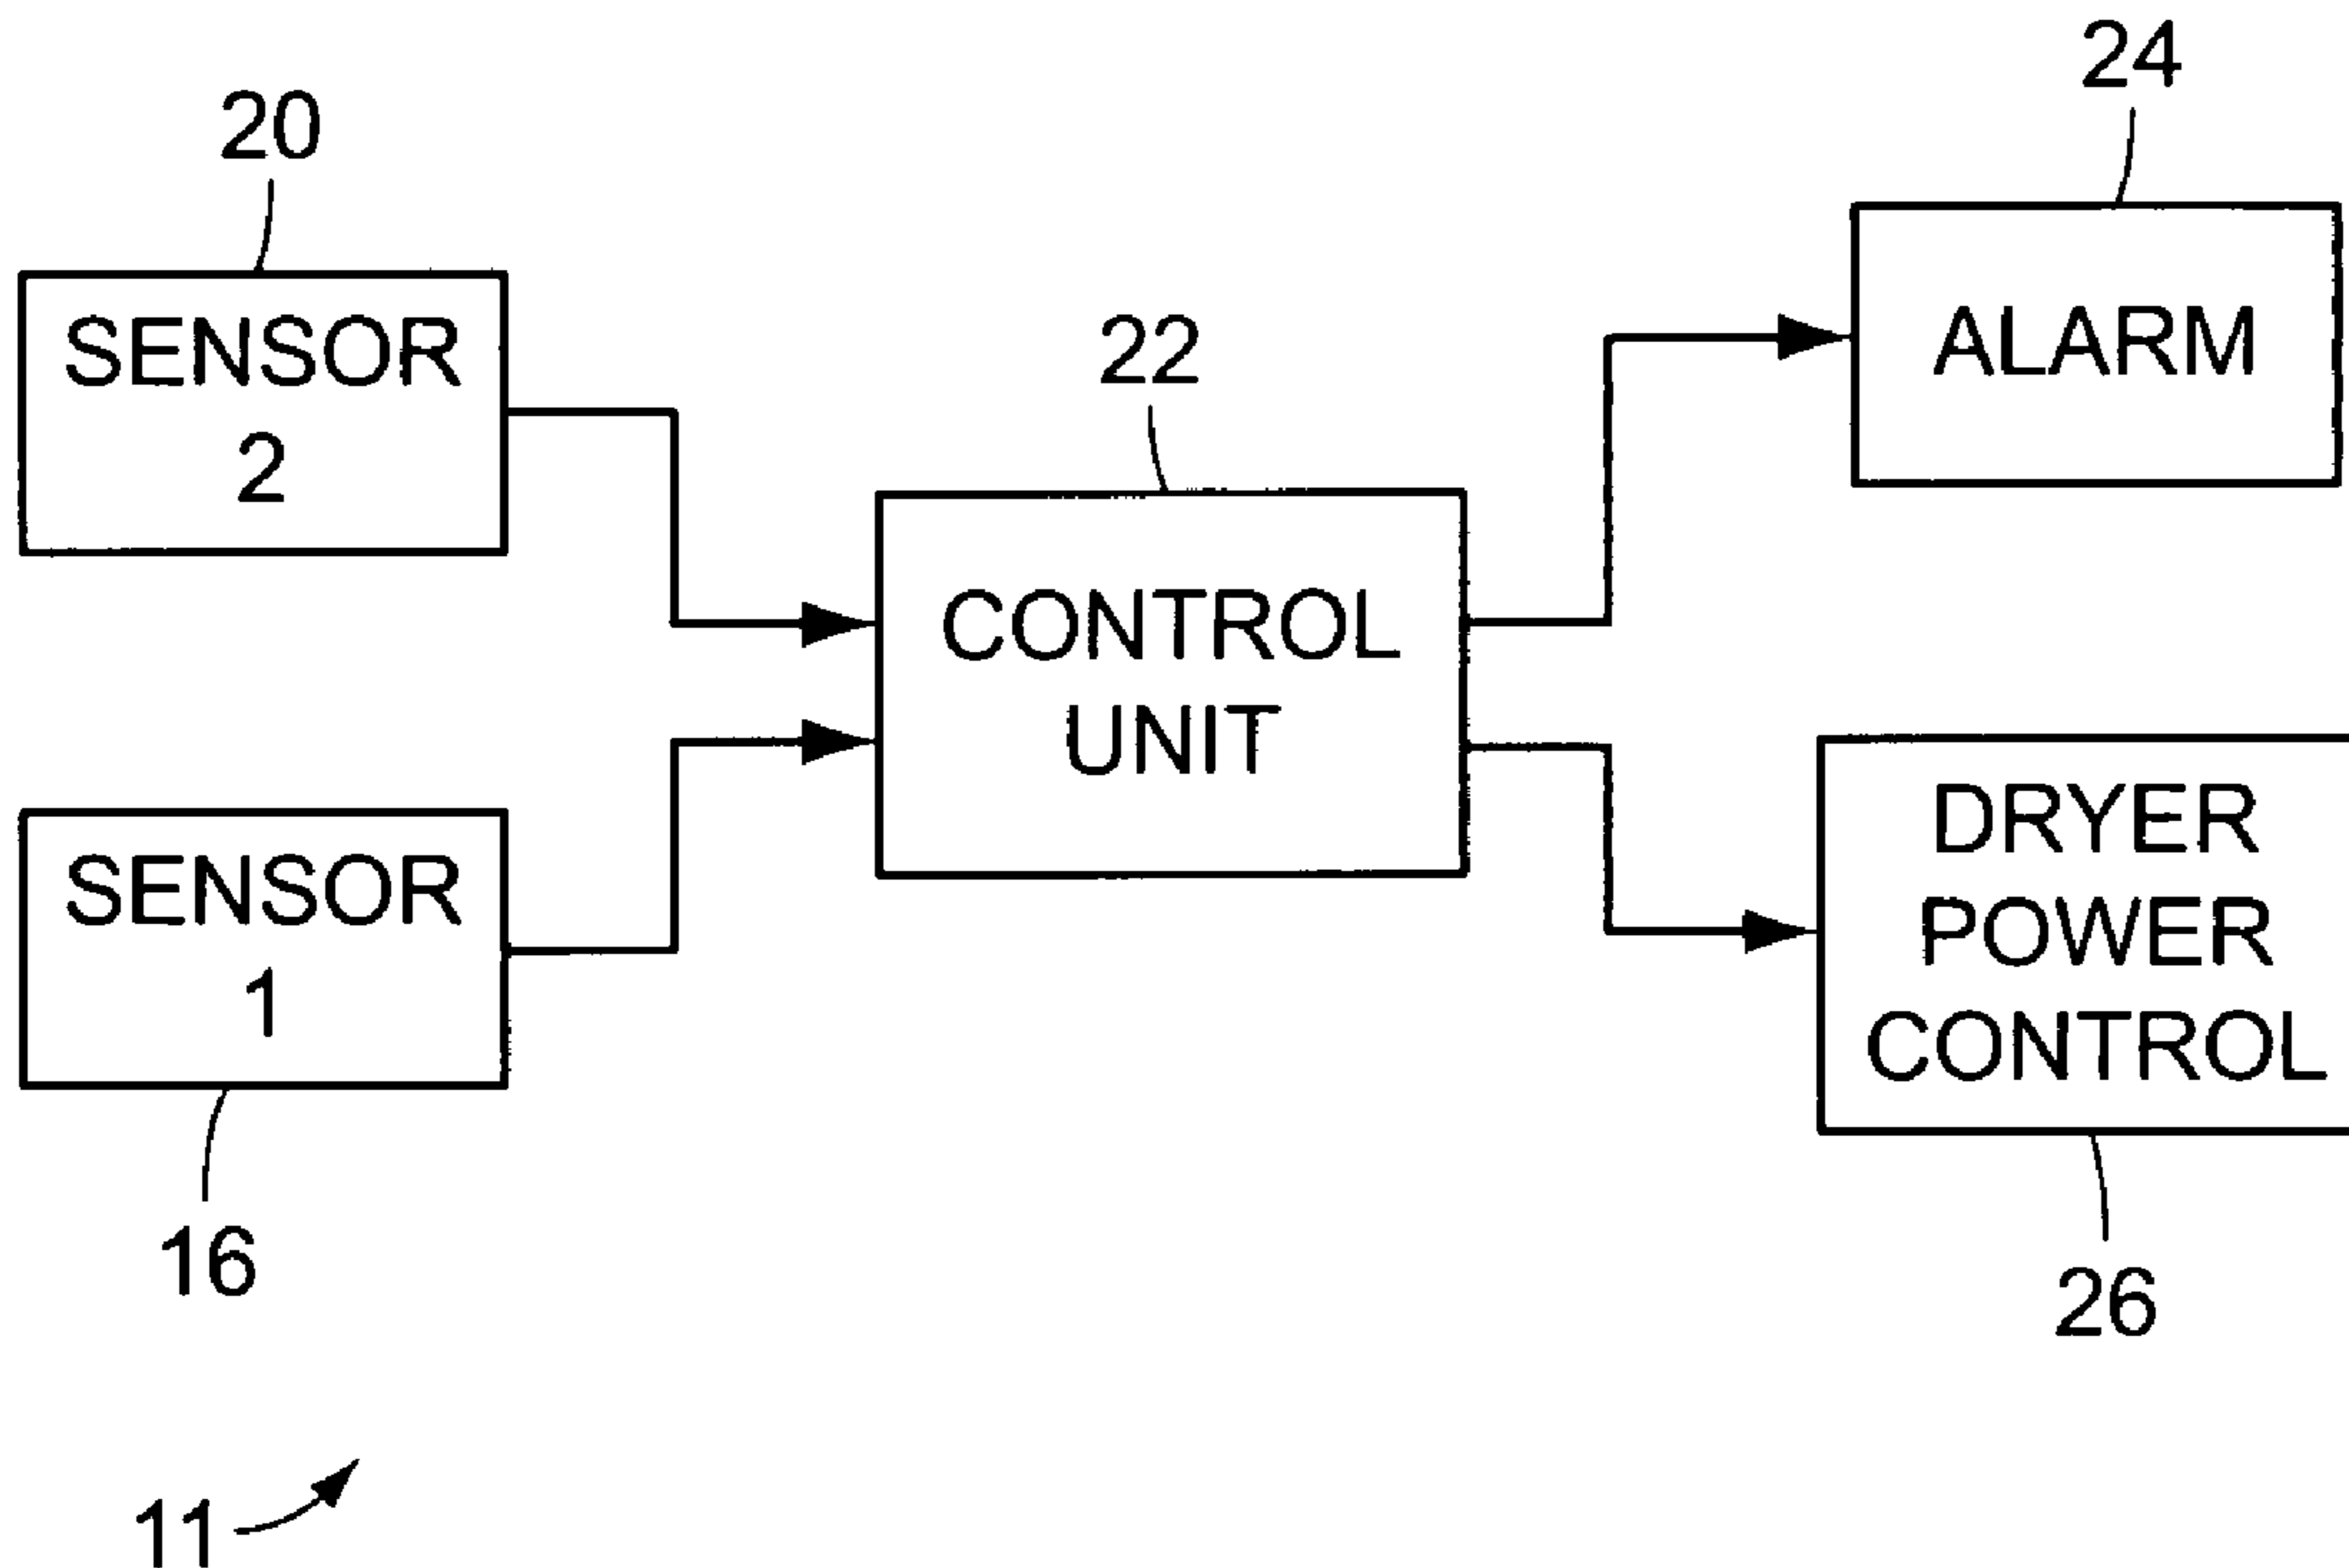 20
SENSOR
2
22
CONTROL
UNIT
24
ALARM
SENSOR
1
16
DRYER
POWER
CONTROL
26
11